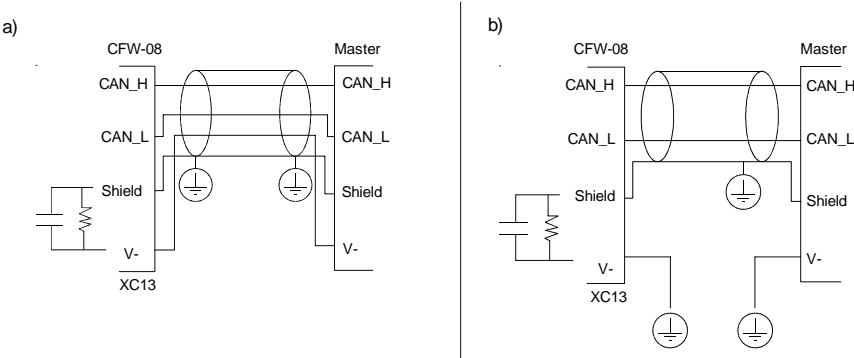 a)
CFW-08
Master
CAN_H
CAN_H
CAN_L
CAN_L
Shield
Shield
V-
V-
XC13
b)
CFW-08
Master
CAN_H
CAN_H
CAN_L
CAN_L
Shield
Shield
V-
V-
XC13